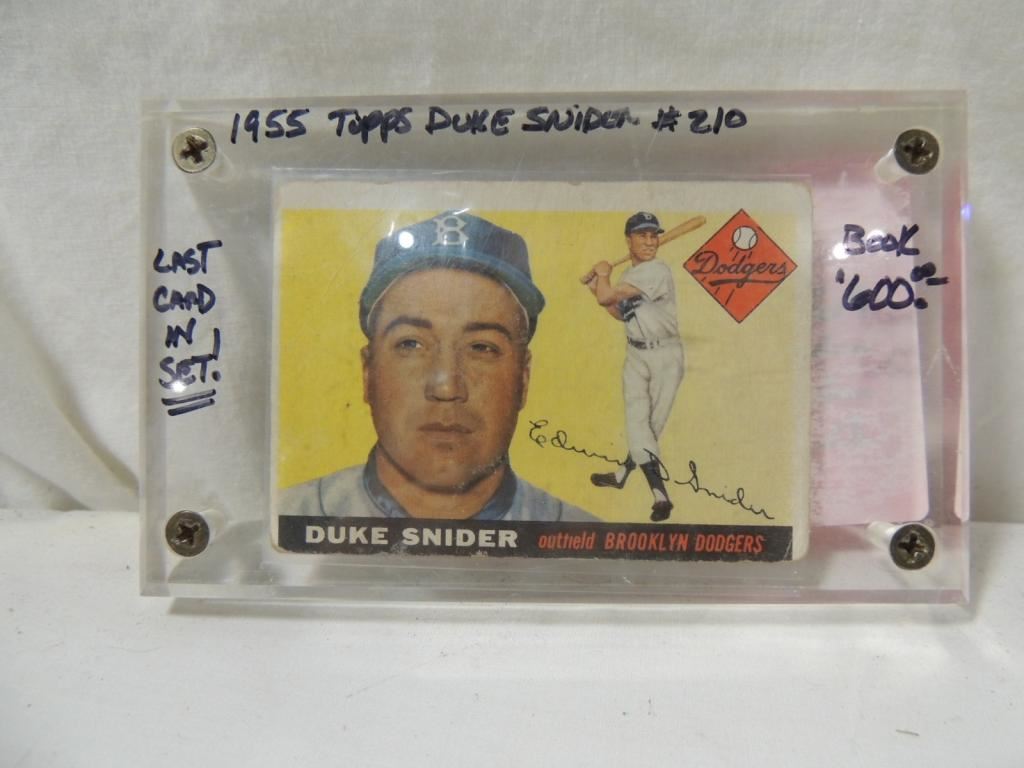 1955 Topps DUKE SNIDER # 210
LAST
CARD
IN
SET!
BOOK
$600.00
B
Dodgers
Edwin D Snider
DUKE SNIDER outfield BROOKLYN DODGERS